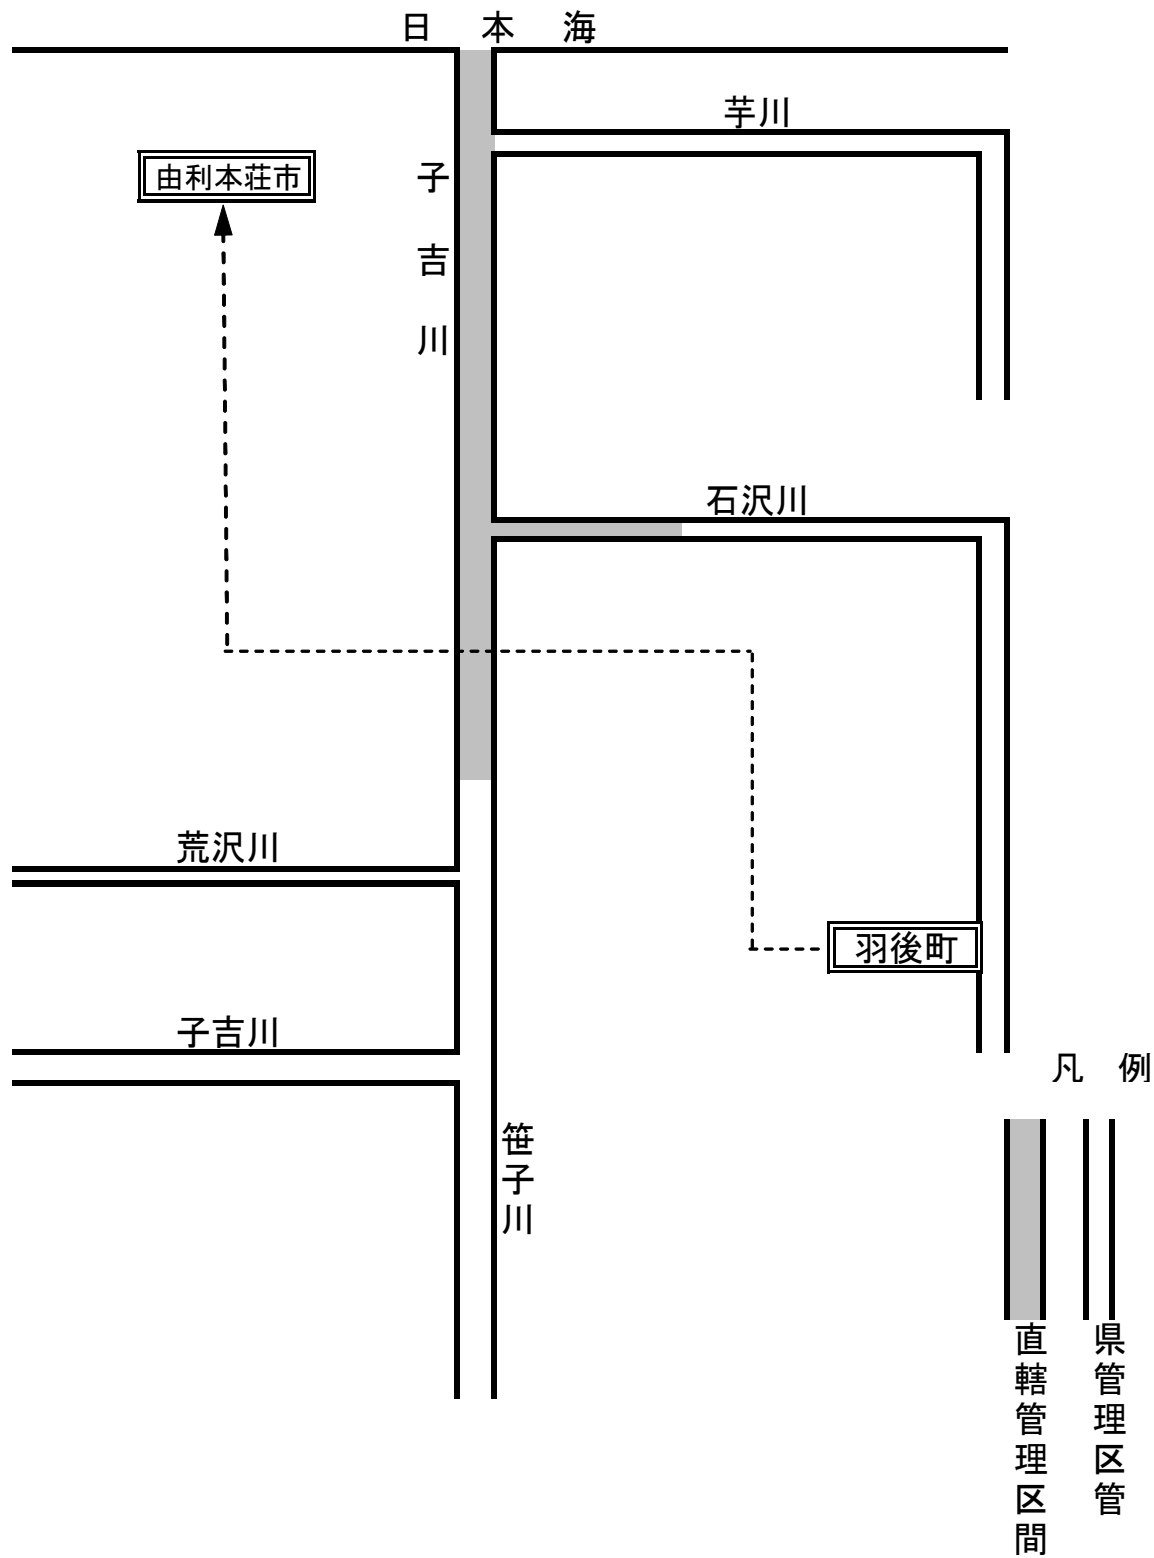 日本海
芋川
由利本荘市
子吉川
石沢川
荒沢川
羽後町
子吉川
凡例
笹子川
直轄管理区間
県管理区管